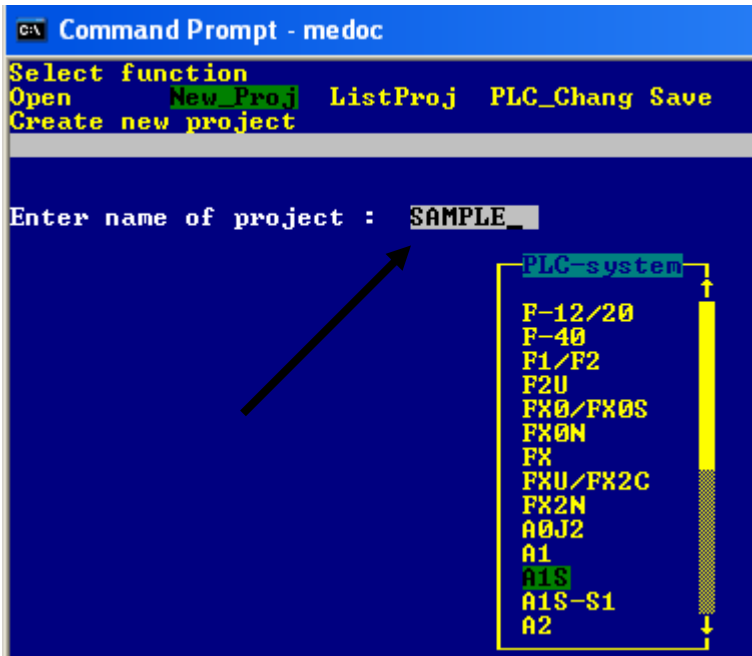 Command Prompt - medoc
Select function
Open New_Proj ListProj PLC_Chang Save
Create new project
Enter name of project : SAMPLE_
PLC-system
F-12/20
F-40
F1/F2
F2U
FX0/FX0S
FX0N
FX
FXU/FX2C
FX2N
A0J2
A1
A1S
A1S-S1
A2